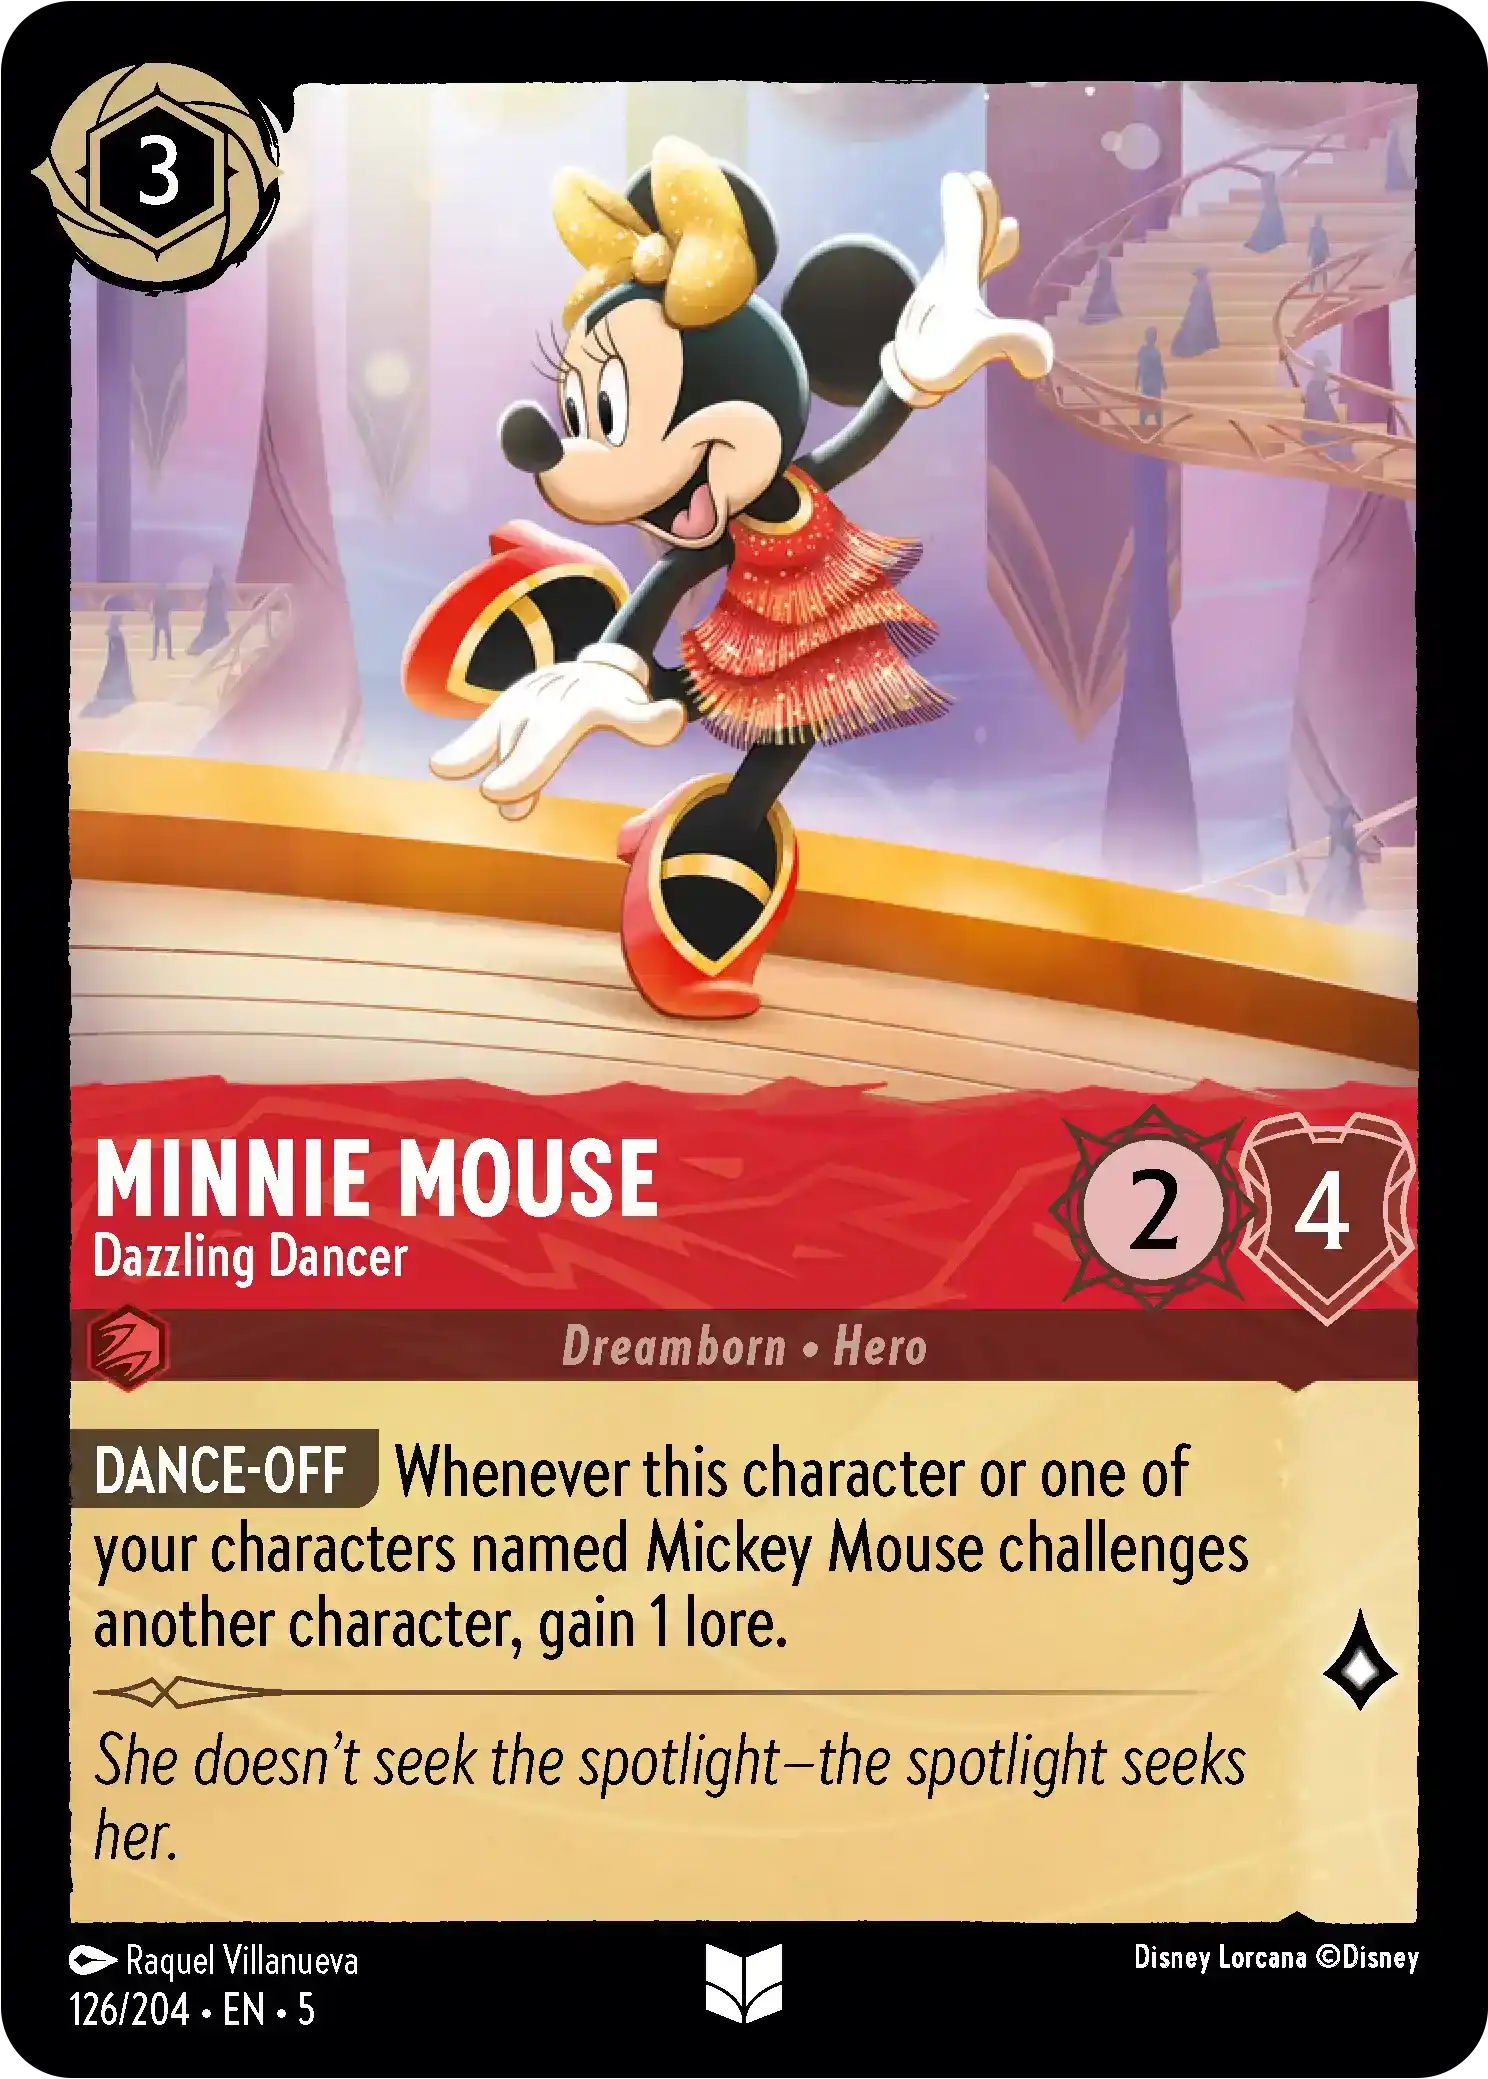 3
MINNIE MOUSE
Dazzling Dancer
2
4
Dreamborn • Hero
DANCE-OFF Whenever this character or one of
your characters named Mickey Mouse challenges
another character, gain 1 lore.
She doesn't seek the spotlight–the spotlight seeks
her.
Raquel Villanueva
Disney Lorcana ©Disney
126/204 • EN • 5